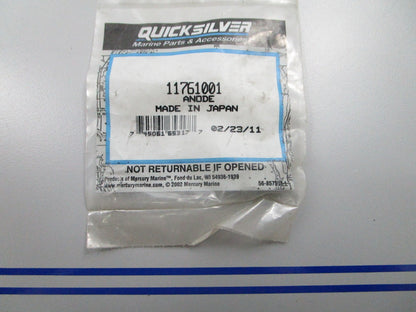 QUICKSILVER
Marine Parts & Accessories
11761001
ANODE
MADE IN JAPAN
02/23/11
NOT RETURNABLE IF OPENED
Products of Mercury Marine™, Fond du Lac, WI 54936-1939
www.mercurymarine.com © 2002 Mercury Marine